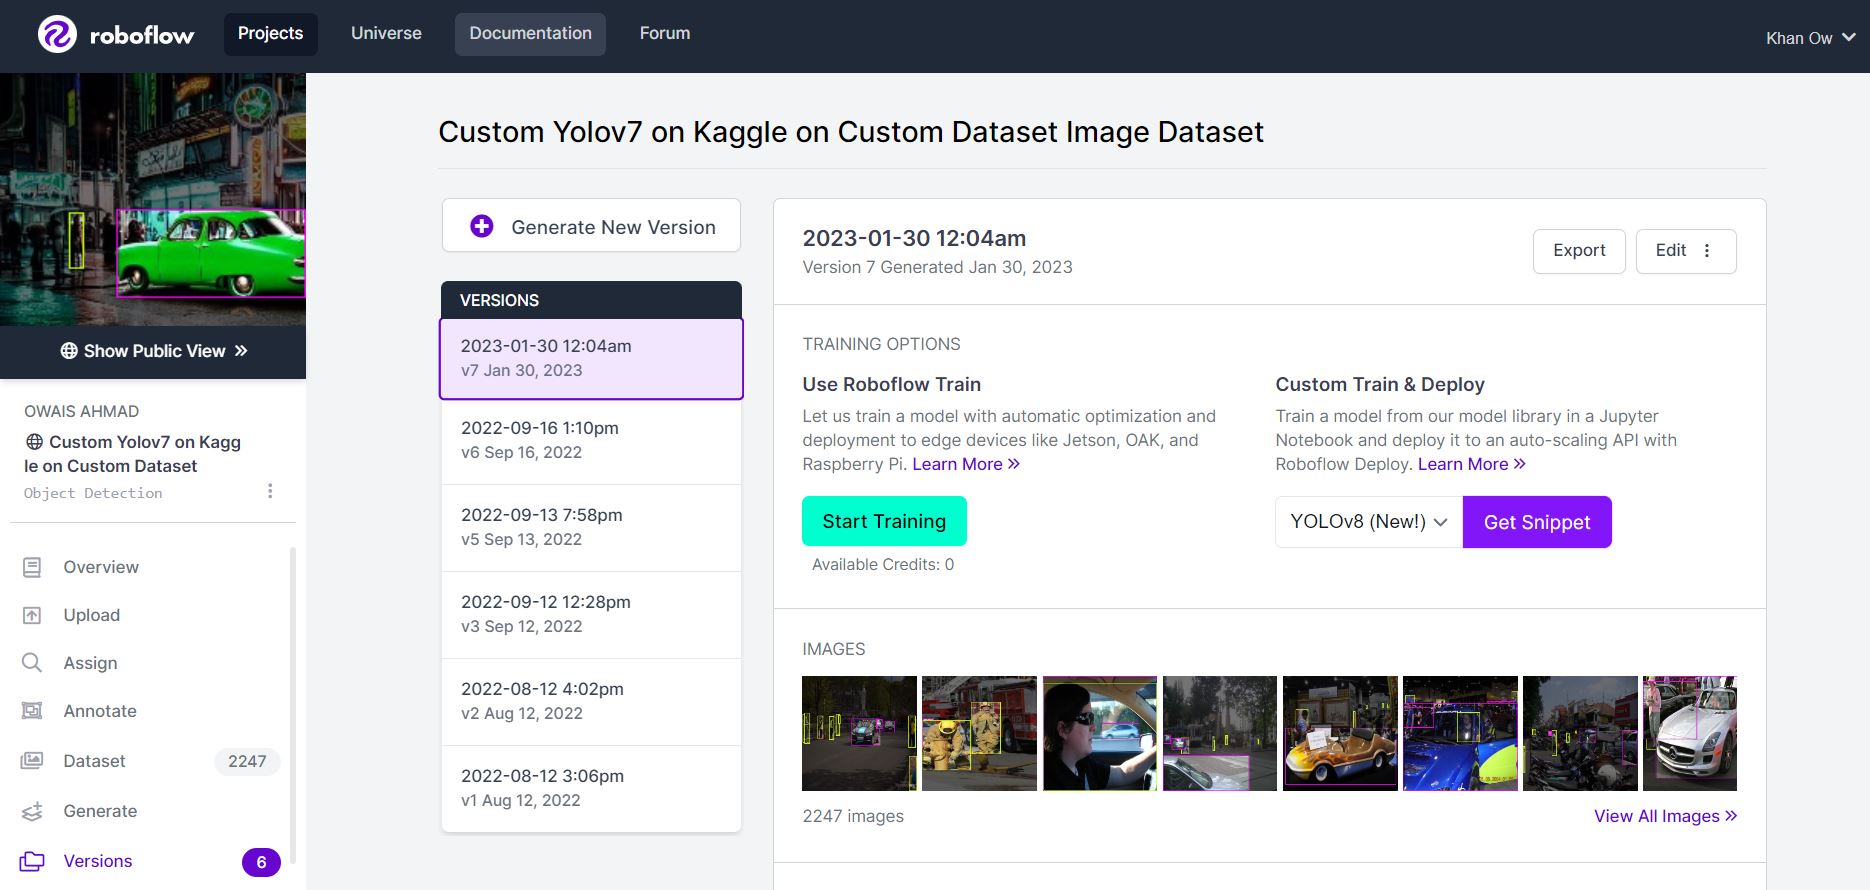 roboflow
Projects
Universe
Documentation
Forum
Khan Ow
Show Public View
OWAIS AHMAD
Custom Yolov7 on Kagg
le on Custom Dataset
Object Detection
Overview
Upload
Assign
Annotate
Dataset
2247
Generate
Versions
6
Custom Yolov7 on Kaggle on Custom Dataset Image Dataset
Generate New Version
VERSIONS
2023-01-30 12:04am
v7 Jan 30, 2023
2022-09-16 1:10pm
v6 Sep 16, 2022
2022-09-13 7:58pm
v5 Sep 13, 2022
2022-09-12 12:28pm
v3 Sep 12, 2022
2022-08-12 4:02pm
v2 Aug 12, 2022
2022-08-12 3:06pm
v1 Aug 12, 2022
2023-01-30 12:04am
Version 7 Generated Jan 30, 2023
Export
Edit
TRAINING OPTIONS
Use Roboflow Train
Let us train a model with automatic optimization and
deployment to edge devices like Jetson, OAK, and
Raspberry Pi. Learn More
Start Training
Available Credits: 0
Custom Train & Deploy
Train a model from our model library in a Jupyter
Notebook and deploy it to an auto-scaling API with
Roboflow Deploy. Learn More
YOLOv8 (New!)
Get Snippet
IMAGES
2247 images
View All Images